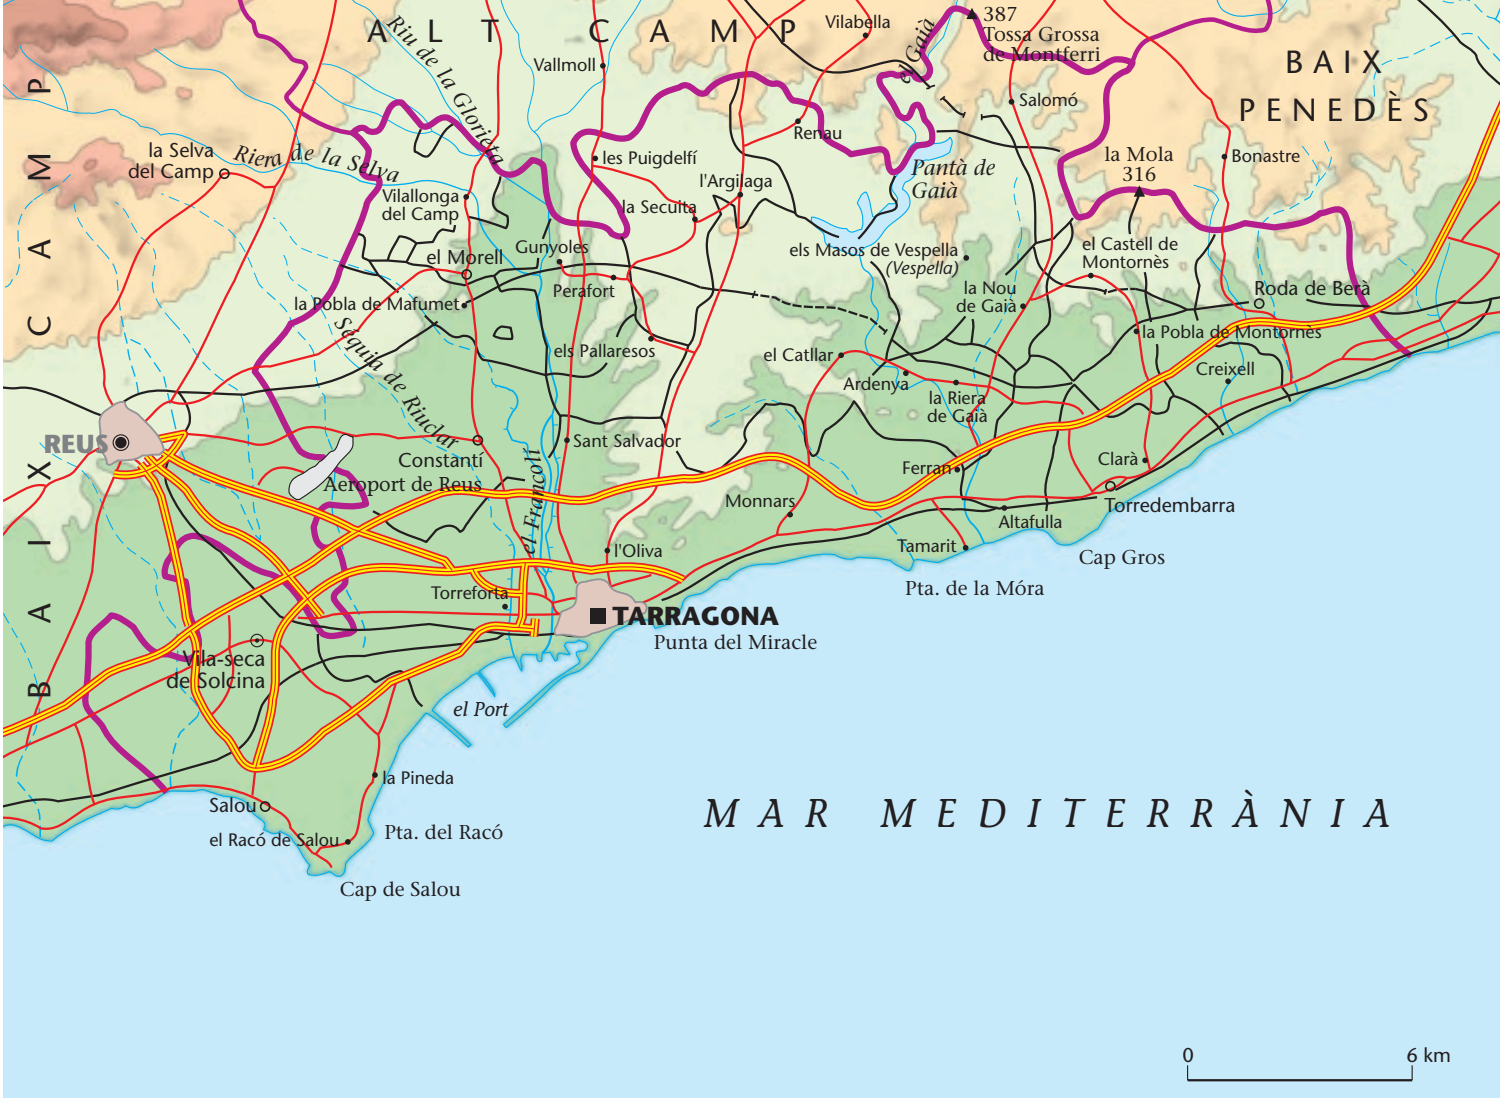 ALT CAMP
Riu de la Glorieta
Vilabella
el Gaià
387
Tossa Grossa
de Montferri
BAIX
PENEDÈS
Vallmoll
Salomó
Renau
la Selva
del Camp
Riera de la Selva
les Puigdelfí
Pantà de
Gaià
la Mola
316
Bonastre
Vilallonga
del Camp
l'Argilaga
la Secuita
el Morell
Gunyoles
Perafort
els Masos de Vespella
(Vespella)
el Castell de
Montornès
la Nou
de Gaià
Roda de Berà
la Pobla de Mafumet
la Pobla de Montornès
Séquia de Riuclar
els Pallaresos
el Catllar
Ardenya
la Riera
de Gaià
Creixell
REUS
Constantí
Sant Salvador
Aeroport de Reus
el Francolí
Ferran
Clarà
Monnars
Torredembarra
Altafulla
l'Oliva
Tamarit
Cap Gros
Pta. de la Móra
Torreforta
TARRAGONA
Punta del Miracle
Vila-seca
de Solcina
el Port
la Pineda
Salou
el Racó de Salou
Pta. del Racó
Cap de Salou
BAIX CAMP
MAR MEDITERRÀNIA
0 6 km